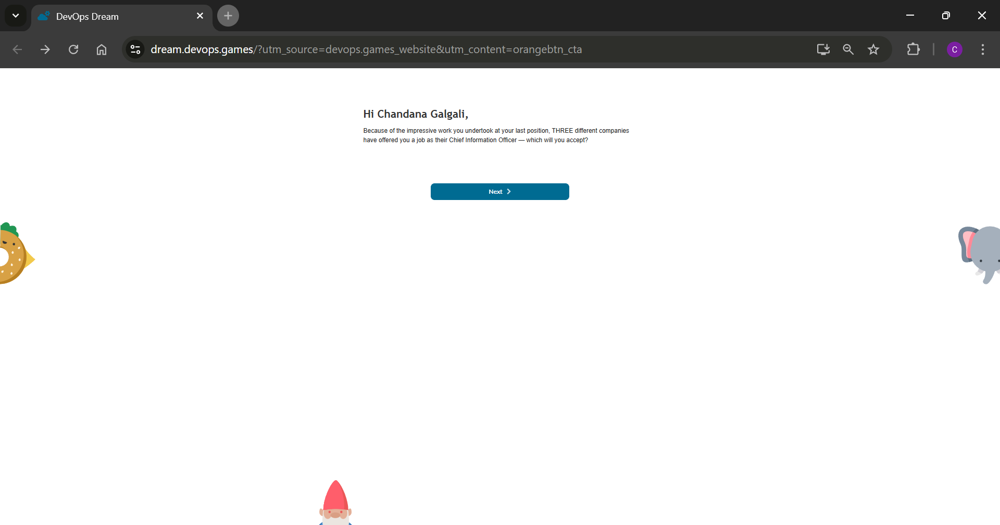 DevOps Dream
dream.devops.games/?utm_source=devops.games_website&utm_content=orangebtn_cta
C
Hi Chandana Galgali,
Because of the impressive work you undertook at your last position, THREE different companies
have offered you a job as their Chief Information Officer — which will you accept?
Next